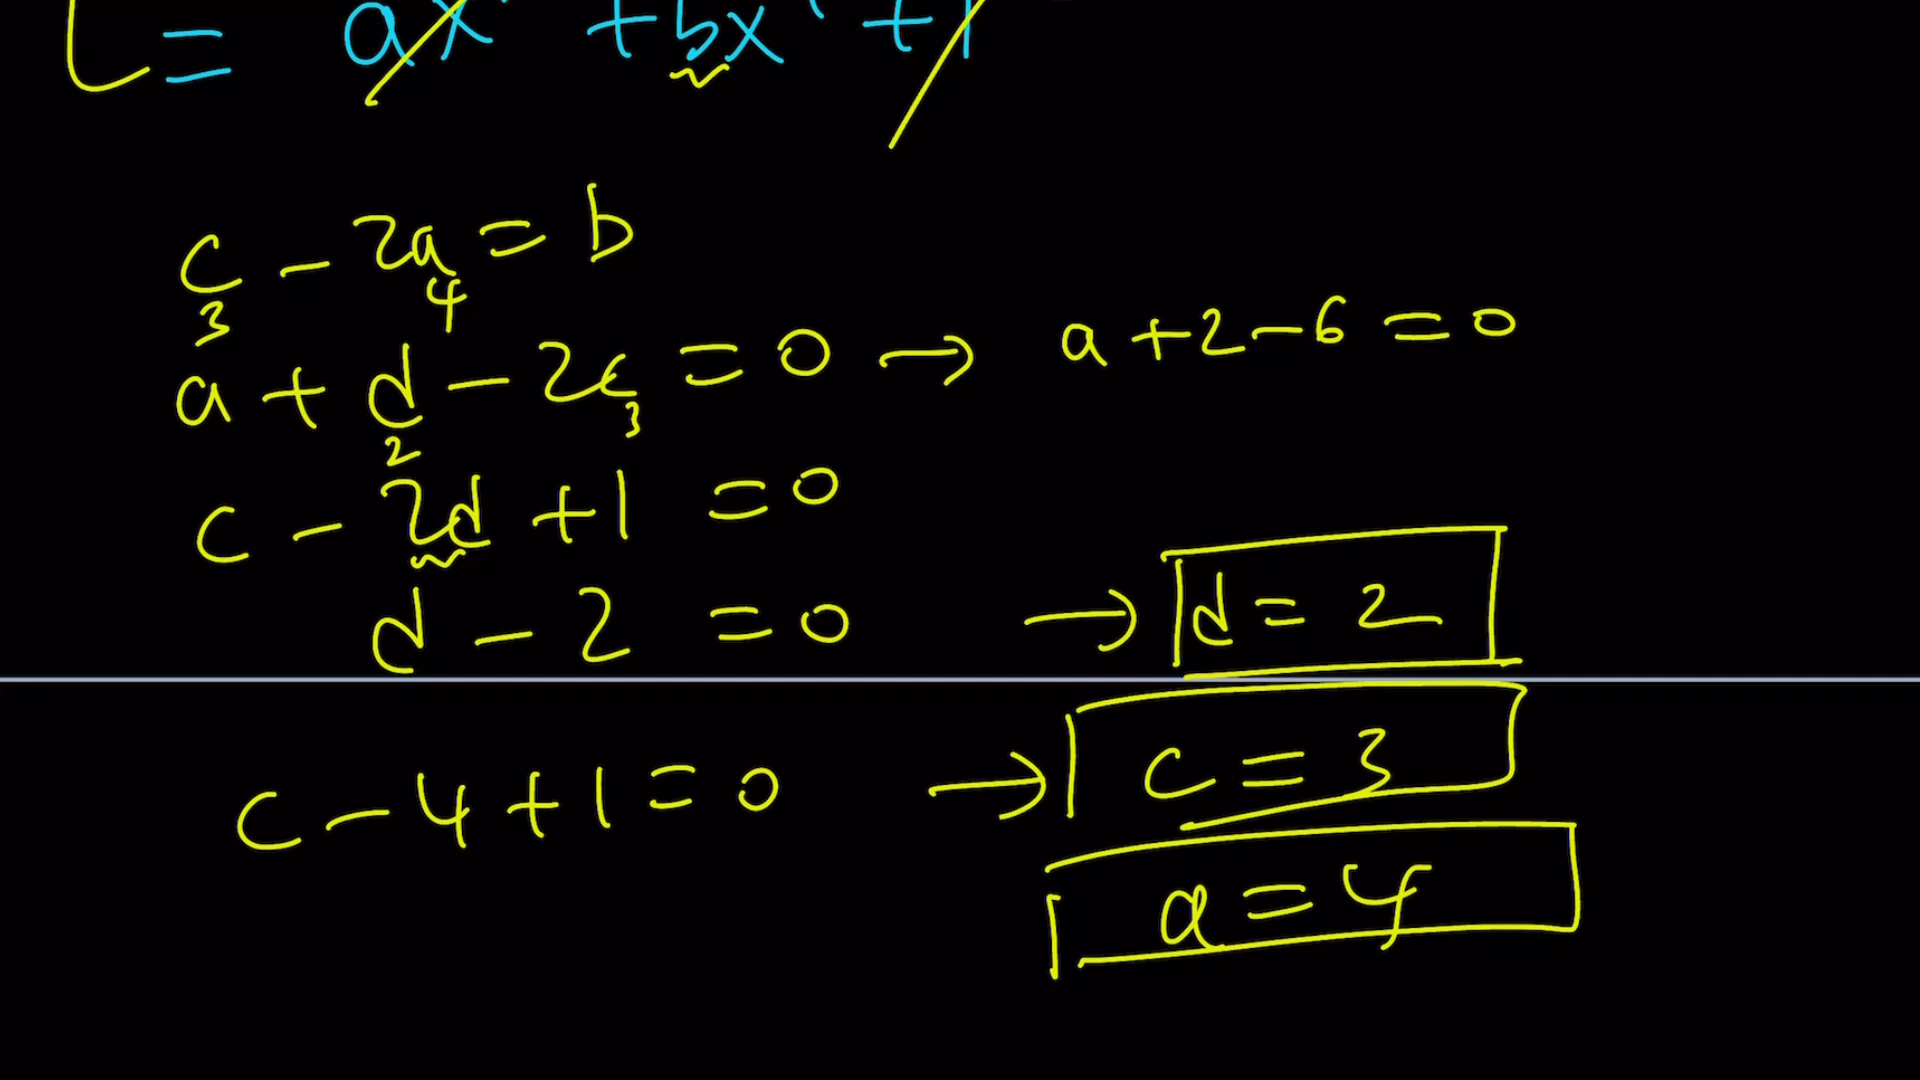 = ax + bx + 1
c - 2a = b
3 4
a + d - 2c = 0 → a + 2 - 6 = 0
2 3
c - 2d + 1 = 0
d - 2 = 0 → d = 2
c - 4 + 1 = 0 → c = 3
a = 4